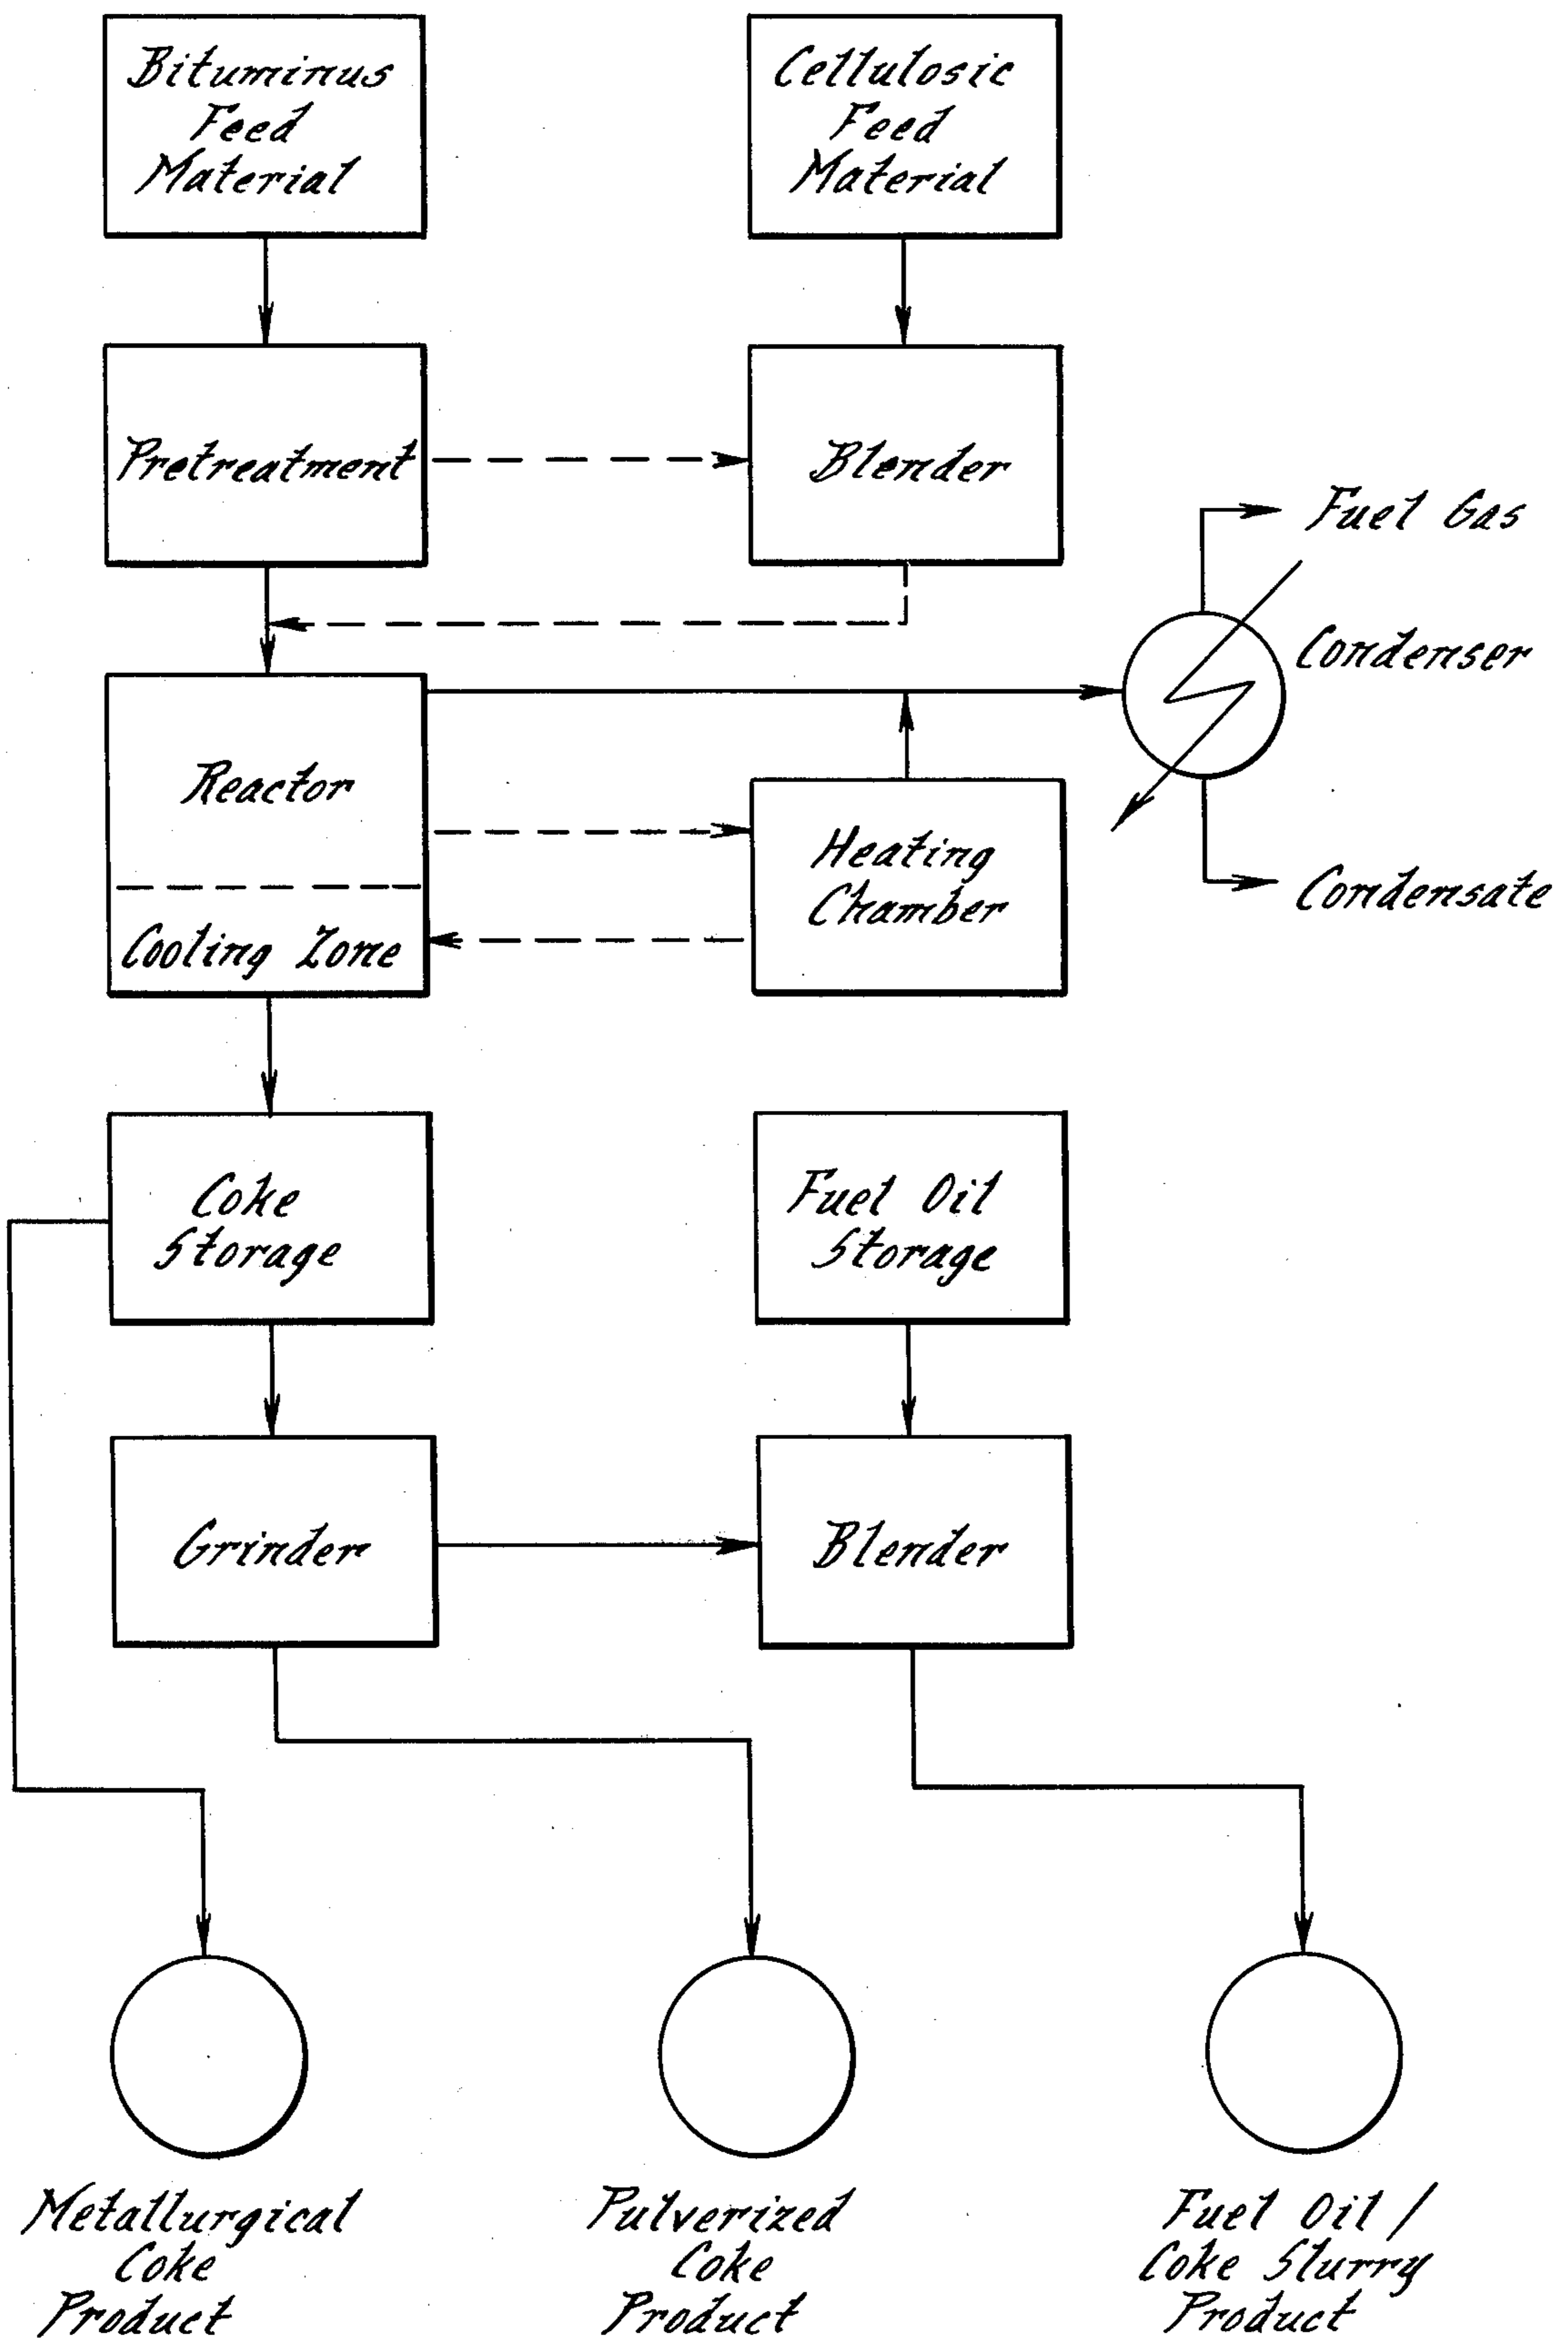 Bituminus
Feed
Material
Cellulosic
Feed
Material
Pretreatment
Blender
Fuel Gas
Condenser
Reactor
Heating
Chamber
Condensate
Cooling Zone
Coke
Storage
Fuel Oil
Storage
Grinder
Blender
Metallurgical
Coke
Product
Pulverized
Coke
Product
Fuel Oil /
Coke Slurry
Product